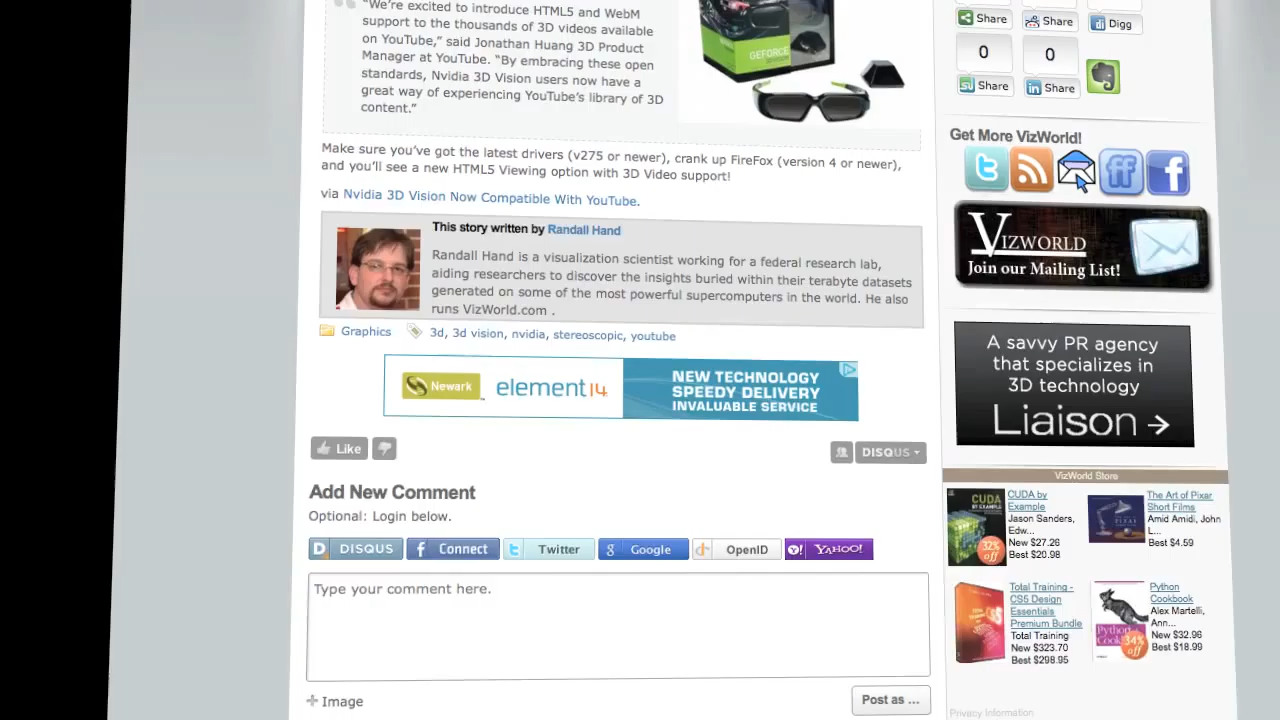 "We're excited to introduce HTML5 and WebM
support to the thousands of 3D videos available
on YouTube," said Jonathan Huang 3D Product
Manager at YouTube. "By embracing these open
standards, Nvidia 3D Vision users now have a
great way of experiencing YouTube's library of 3D
content."
GEFORCE
Make sure you've got the latest drivers (v275 or newer), crank up FireFox (version 4 or newer),
and you'll see a new HTML5 Viewing option with 3D Video support!
via Nvidia 3D Vision Now Compatible With YouTube.
This story written by Randall Hand
Randall Hand is a visualization scientist working for a federal research lab,
aiding researchers to discover the insights buried within their terabyte datasets
generated on some of the most powerful supercomputers in the world. He also
runs VizWorld.com .
Graphics 3d, 3d vision, nvidia, stereoscopic, youtube
Newark element14
NEW TECHNOLOGY
SPEEDY DELIVERY
INVALUABLE SERVICE
Like
DISQUS
Add New Comment
Optional: Login below.
D DISQUS f Connect t Twitter g Google OpenID Y! YAHOO!
Type your comment here.
+ Image
Post as ...
Share Share Digg
0 0
Share in Share
Get More VizWorld!
t ff f
VIZWORLD
Join our Mailing List!
A savvy PR agency
that specializes in
3D technology
Liaison →
VizWorld Store
CUDA
BY EXAMPLE
32%
off
CUDA by
Example
Jason Sanders,
Edw...
New $27.26
Best $20.98
The Art of Pixar
Short Films
Amid Amidi, John
L...
Best $4.59
Total Training -
CS5 Design
Essentials
Premium Bundle
Total Training
New $323.70
Best $298.95
34%
off
Python
Cookbook
Alex Martelli,
Ann...
New $32.96
Best $18.99
Privacy Information